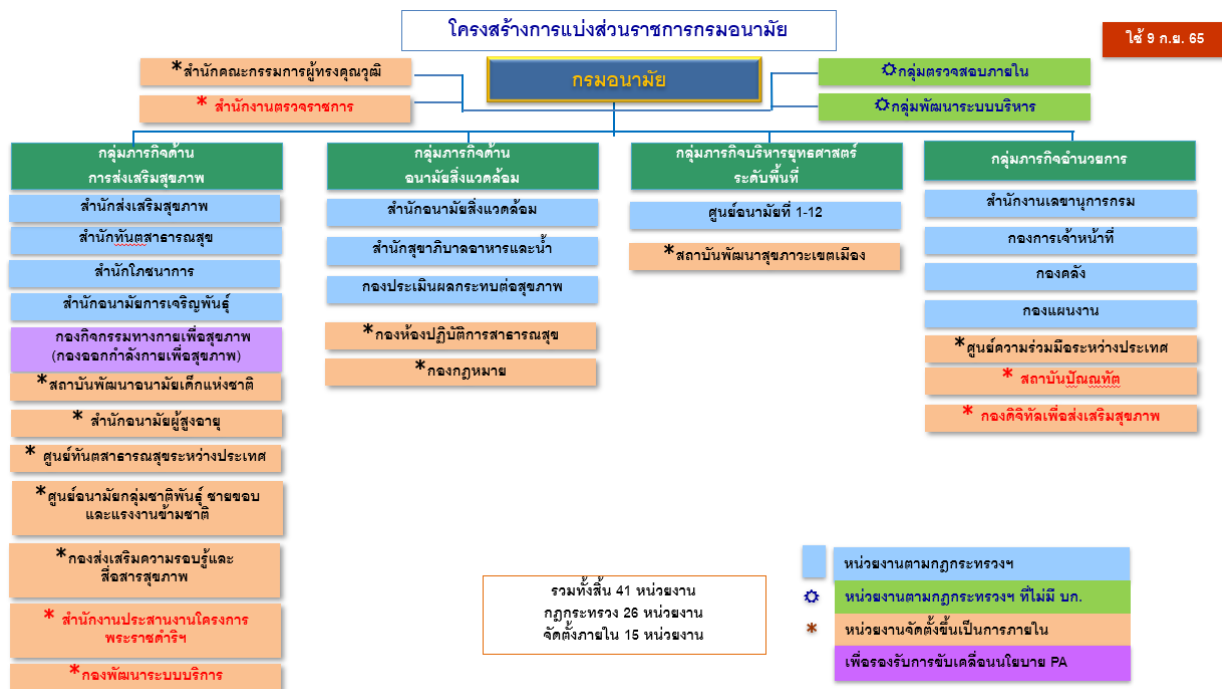 โครงสร้างการแบ่งส่วนราชการกรมอนามัย
ใช้ 9 ก.ย. 65
กรมอนามัย
*สำนักคณะกรรมการผู้ทรงคุณวุฒิ
* สำนักงานตรวจราชการ
กลุ่มตรวจสอบภายใน
กลุ่มพัฒนาระบบบริหาร
กลุ่มภารกิจด้าน
การส่งเสริมสุขภาพ
สำนักส่งเสริมสุขภาพ
สำนักทันตสาธารณสุข
สำนักโภชนาการ
สำนักอนามัยการเจริญพันธุ์
กองกิจกรรมทางกายเพื่อสุขภาพ
(กองออกกำลังกายเพื่อสุขภาพ)
*สถาบันพัฒนาอนามัยเด็กแห่งชาติ
* สำนักอนามัยผู้สูงอายุ
* ศูนย์ทันตสาธารณสุขระหว่างประเทศ
*ศูนย์อนามัยกลุ่มชาติพันธุ์ ชายขอบ
และแรงงานข้ามชาติ
*กองส่งเสริมความรอบรู้และ
สื่อสารสุขภาพ
* สำนักงานประสานงานโครงการ
พระราชดำริฯ
* กองพัฒนาระบบบริการ
กลุ่มภารกิจด้าน
อนามัยสิ่งแวดล้อม
สำนักอนามัยสิ่งแวดล้อม
สำนักสุขาภิบาลอาหารและน้ำ
กองประเมินผลกระทบต่อสุขภาพ
*กองห้องปฏิบัติการสาธารณสุข
*กองกฎหมาย
กลุ่มภารกิจบริหารยุทธศาสตร์
ระดับพื้นที่
ศูนย์อนามัยที่ 1-12
*สถาบันพัฒนาสุขภาวะเขตเมือง
กลุ่มภารกิจอำนวยการ
สำนักงานเลขานุการกรม
กองการเจ้าหน้าที่
กองคลัง
กองแผนงาน
*ศูนย์ความร่วมมือระหว่างประเทศ
* สถาบันปัณณทัต
* กองดิจิทัลเพื่อส่งเสริมสุขภาพ
รวมทั้งสิ้น 41 หน่วยงาน
กฎกระทรวง 26 หน่วยงาน
จัดตั้งภายใน 15 หน่วยงาน
หน่วยงานตามกฎกระทรวงฯ
หน่วยงานตามกฎกระทรวงฯ ที่ไม่มี บก.
* หน่วยงานจัดตั้งขึ้นเป็นการภายใน
เพื่อรองรับการขับเคลื่อนนโยบาย PA